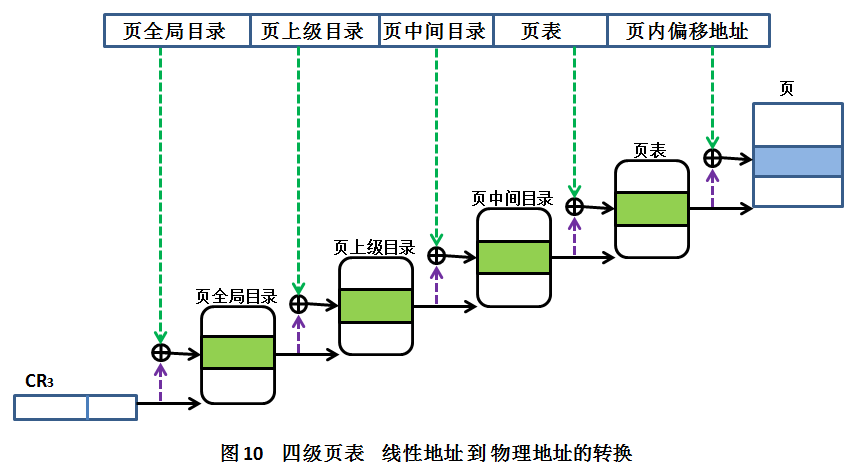 页全局目录 页上级目录 页中间目录 页表 页内偏移地址
页
页表
页中间目录
页上级目录
页全局目录
CR3
图 10 四级页表 线性地址 到 物理地址的转换